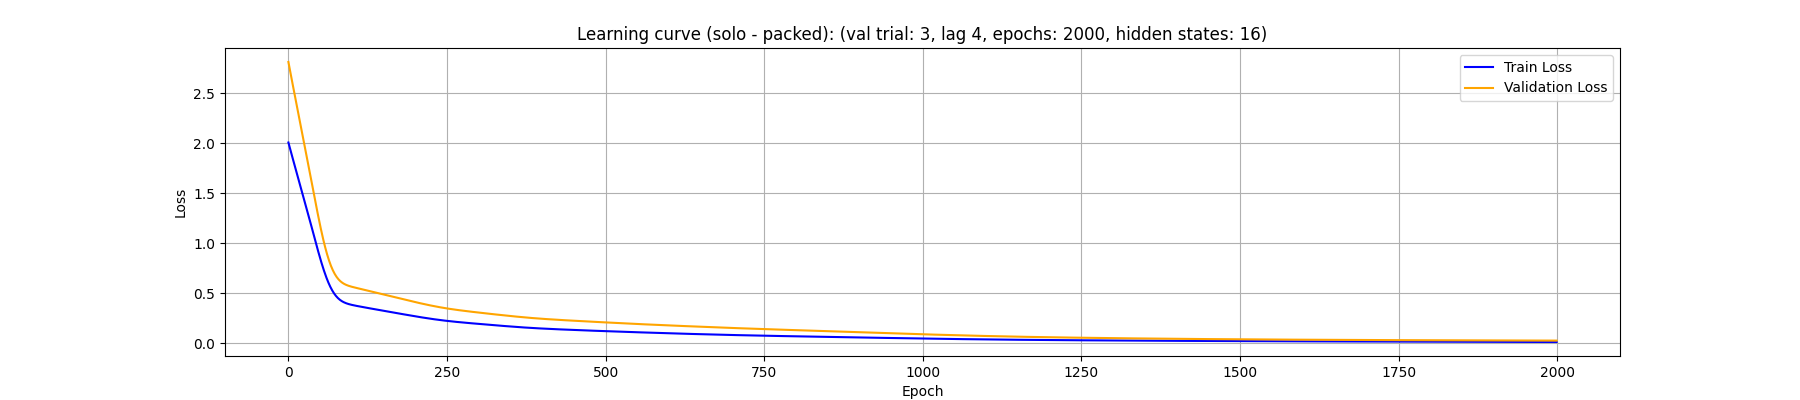 Learning curve (solo - packed): (val trial: 3, lag 4, epochs: 2000, hidden states: 16)
Train Loss
Validation Loss
Loss
2.5
2.0
1.5
1.0
0.5
0.0
0 250 500 750 1000 1250 1500 1750 2000
Epoch